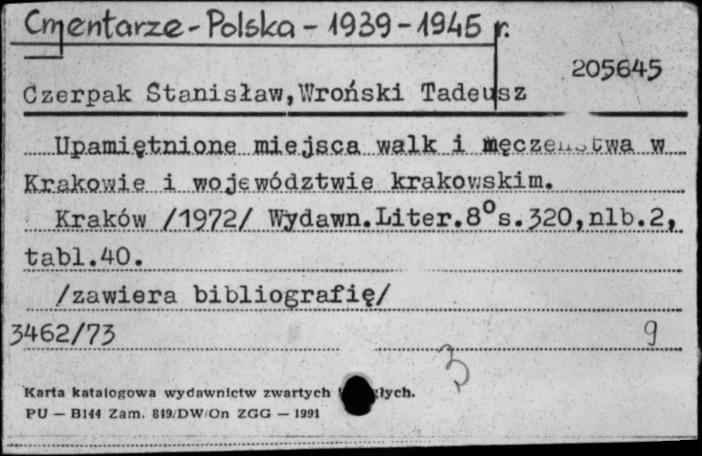 Cmentarze - Polska - 1939 - 1945 r.
205645
Czerpak Stanisław, Wroński Tadeusz
Upamiętnione miejsca walk i męczeństwa w
Krakowie i województwie krakowskim.
Kraków /1972/ Wydawn.Liter.8° s.320,nlb.2,
tabl.40.
/zawiera bibliografię/
3462/73
9
3
Karta katalogowa wydawnictw zwartych
PU — B144 Zam. 819/DW/On ZGG — 1991